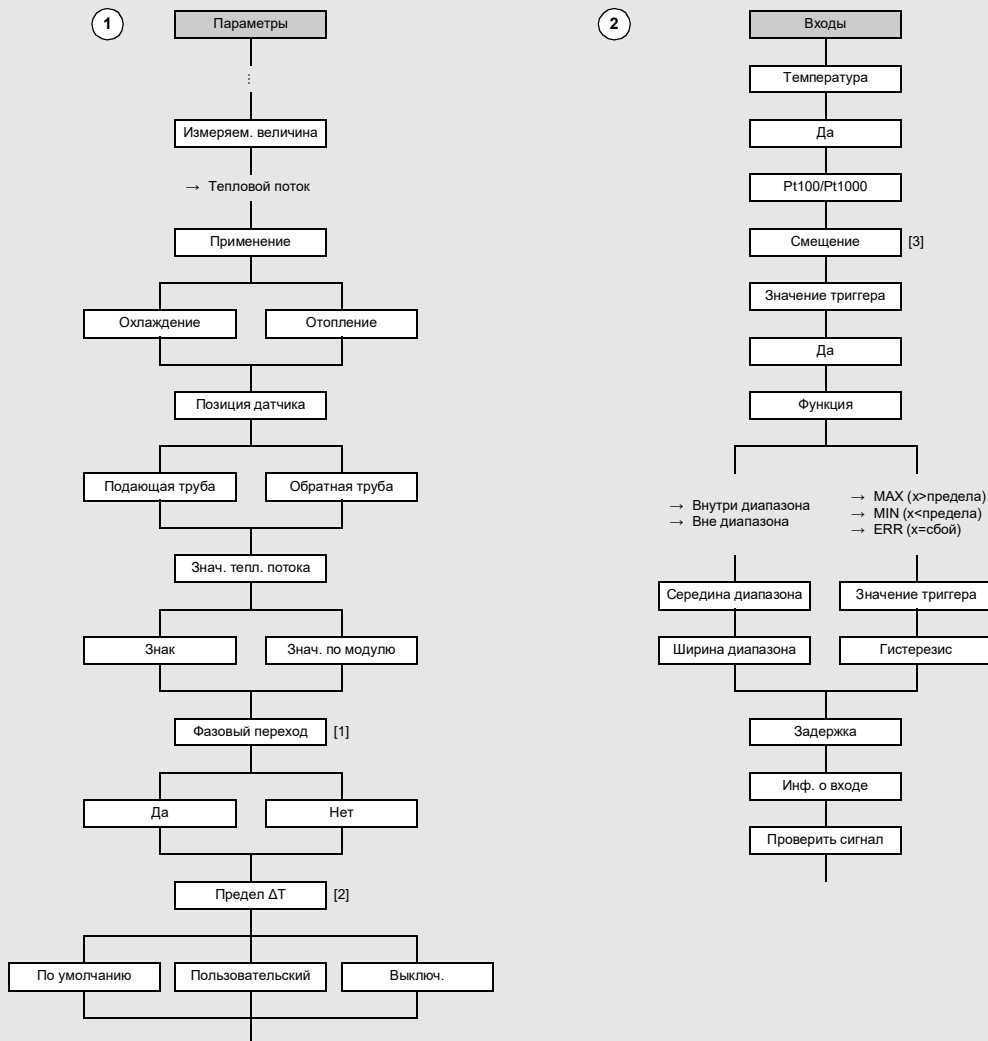 1
Параметры
⋮
Измеряем. величина
→ Тепловой поток
Применение
Охлаждение
Отопление
Позиция датчика
Подающая труба
Обратная труба
Знач. тепл. потока
Знак
Знач. по модулю
Фазовый переход [1]
Да
Нет
Предел ΔT [2]
По умолчанию
Пользовательский
Выключ.
2
Входы
Температура
Да
Pt100/Pt1000
Смещение [3]
Значение триггера
Да
Функция
→ Внутри диапазона
→ Вне диапазона
→ MAX (x>предела)
→ MIN (x<предела)
→ ERR (x=сбой)
Середина диапазона
Значение триггера
Ширина диапазона
Гистерезис
Задержка
Инф. о входе
Проверить сигнал